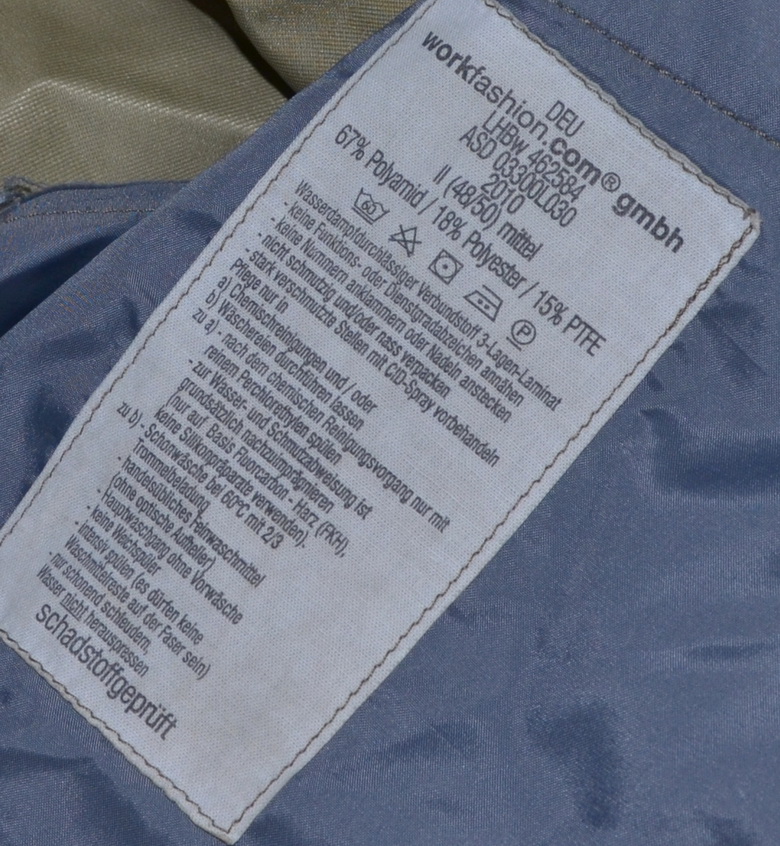 workfashion.com® gmbh
DEU
LHBw 462584
ASD 03300L030
2010
II (48/50) mittel
67% Polyamid / 18% Polyester / 15% PTFE
60
P
Wasserdampfdurchlässiger Verbundstoff 3-Lagen-Laminat
- keine Funktions- oder Dienstgradabzeichen annähen
- keine Nummern anklammern oder Nadeln anstecken
- nicht schmutzig und/oder nass verpacken
- stark verschmutzte Stellen mit C/D-Spray vorbehandeln
Pflege nur in
a) Chemischreinigungen und / oder
b) Wäschereien durchführen lassen
zu a) - nach dem chemischen Reinigungsvorgang nur mit
reinem Perchlorethylen spülen
- zur Wasser- und Schmutzabweisung ist
grundsätzlich nachzuimprägnieren
(nur auf Basis Fluorcarbon - Harz (FKH),
keine Silikonpräparate verwenden).
zu b) - Schonwäsche bei 60°C mit 2/3
Trommelbeladung
- handelsübliches Feinwaschmittel
(ohne optische Aufheller)
- Hauptwaschgang ohne Vorwäsche
- keine Weichspüler
- intensiv spülen (es dürfen keine
Waschmittelreste auf der Faser sein)
- nur schonend schleudern,
Wasser nicht herauspressen
schadstoffgeprüft